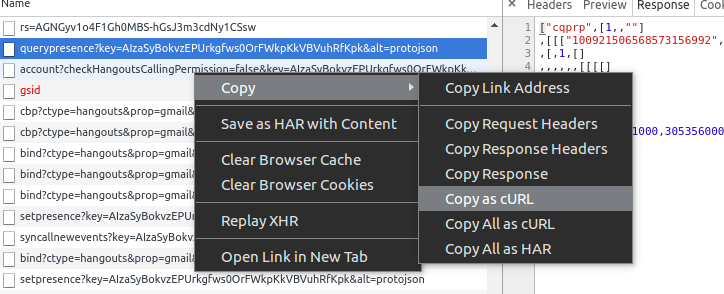 Headers Preview Response Cookies
rs=AGNGyv1o4F1Gh0MBS-hGsJ3m3cdNy1CSsw
querypresence?key=AIzaSyBokvzEPUrkgfws0OrFWkpKkVBVuhRfKpk&alt=protojson
account?checkHangoutsCallingPermission=false&key=AIzaSyBokvzEPUrkgfws0OrFWkpKk...
gsid
cbp?ctype=hangouts&prop=gmail&
cbp?ctype=hangouts&prop=gmail&
bind?ctype=hangouts&prop=gmail&
bind?ctype=hangouts&prop=gmail&
bind?ctype=hangouts&prop=gmail&
setpresence?key=AIzaSyBokvzEPUr
syncallnewevents?key=AIzaSyBokv
bind?ctype=hangouts&prop=gmail&
setpresence?key=AIzaSyBokvzEPUrkgfws0OrFWkpKkVBVuhRfKpk&alt=protojson
Copy
Save as HAR with Content
Clear Browser Cache
Clear Browser Cookies
Replay XHR
Open Link in New Tab
Copy Link Address
Copy Request Headers
Copy Response Headers
Copy Response
Copy as cURL
Copy All as cURL
Copy All as HAR
1 ["cqprp",[1,,""]
2 ,[[["100921506568573156992",
3 ,[,1,[]
4 ,,,,,,[[[[]
1000,305356000